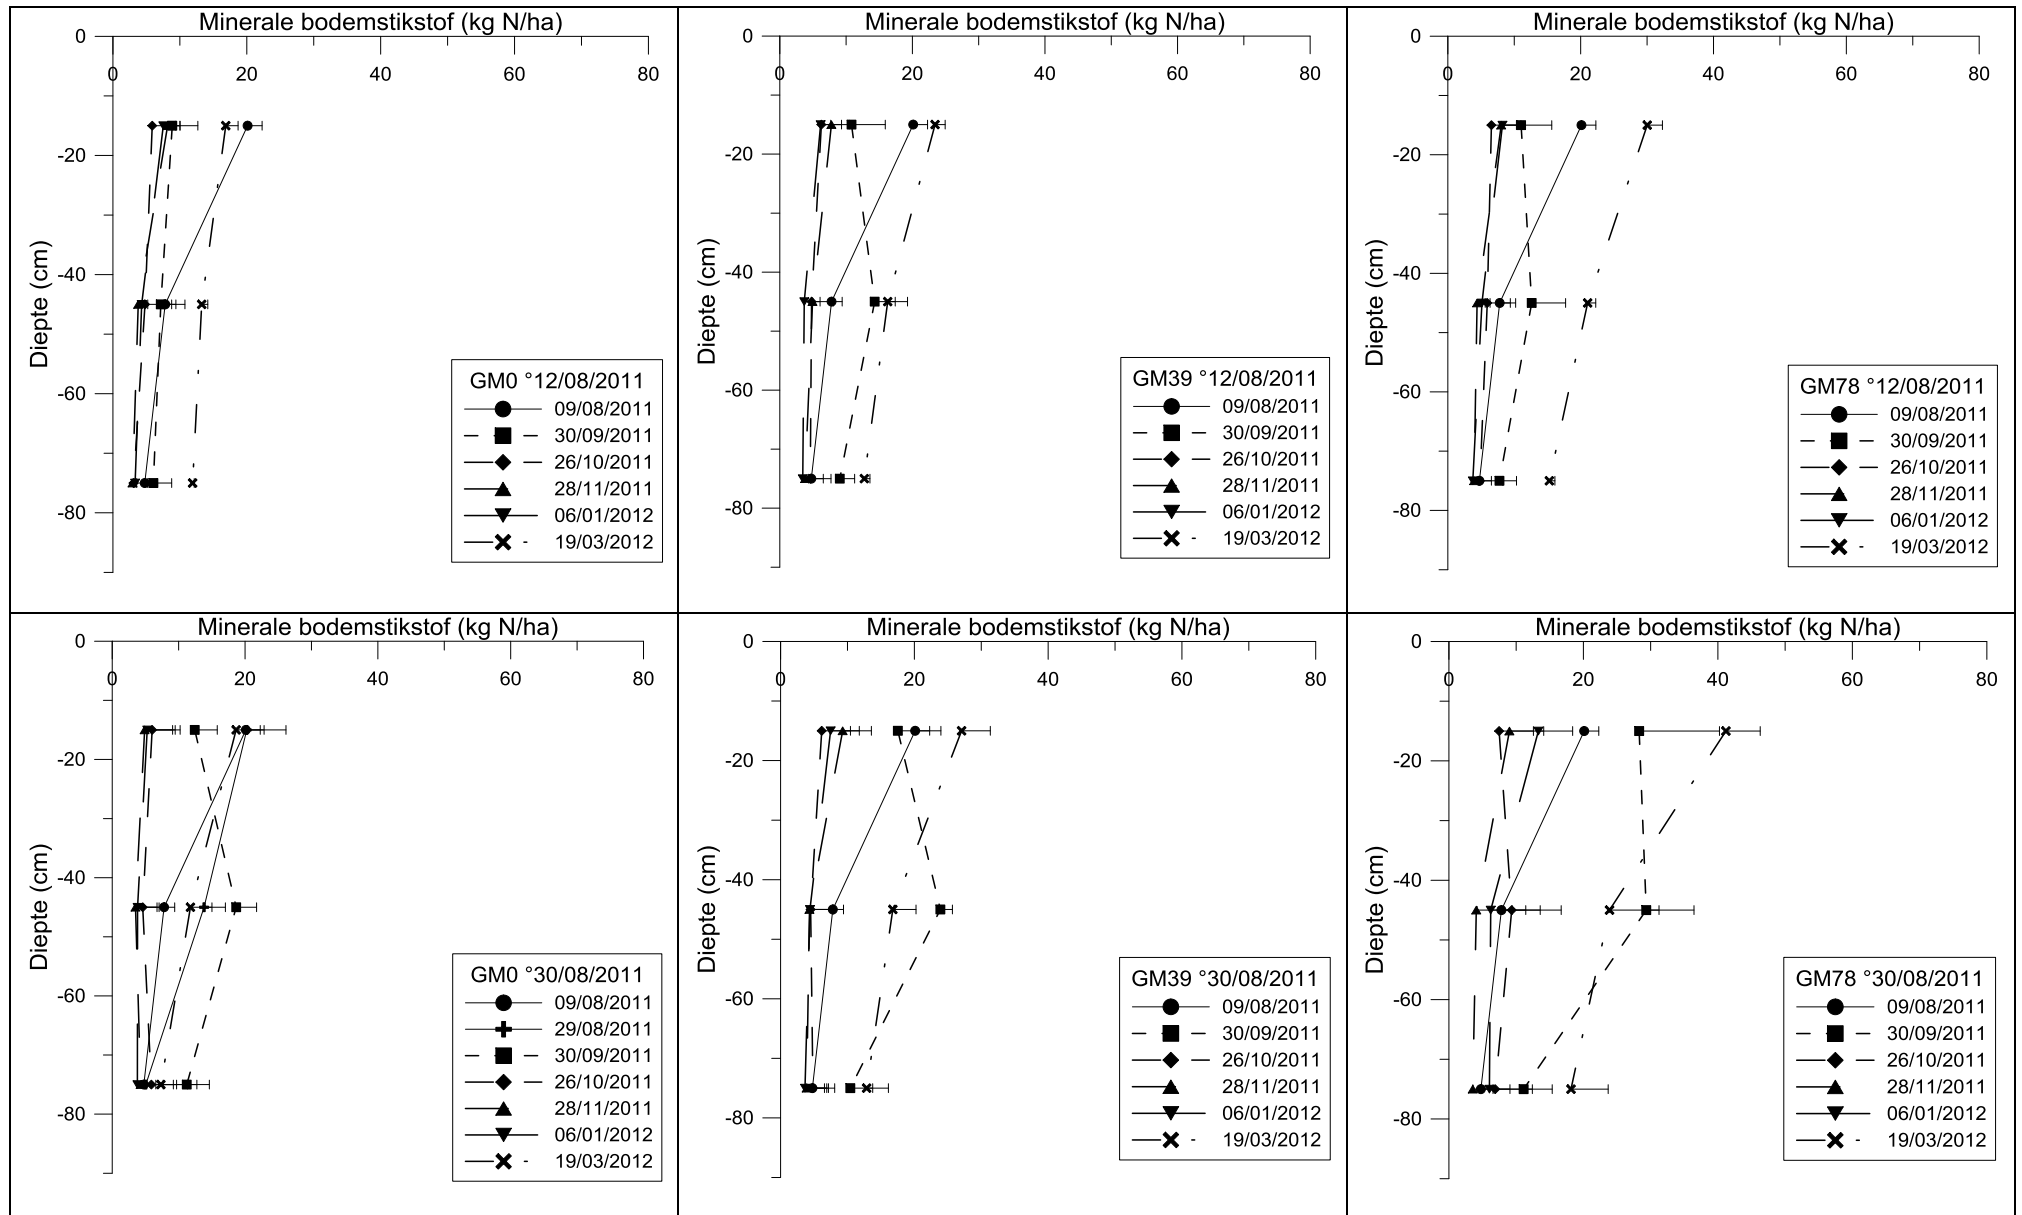 Minerale bodemstikstof (kg N/ha)
0
0 20 40 60 80
-20
-40
-60
-80
Diepte (cm)
GM0 °12/08/2011
09/08/2011
30/09/2011
26/10/2011
28/11/2011
06/01/2012
19/03/2012
Minerale bodemstikstof (kg N/ha)
0
0 20 40 60 80
-20
-40
-60
-80
Diepte (cm)
GM39 °12/08/2011
09/08/2011
30/09/2011
26/10/2011
28/11/2011
06/01/2012
19/03/2012
Minerale bodemstikstof (kg N/ha)
0
0 20 40 60 80
-20
-40
-60
-80
Diepte (cm)
GM78 °12/08/2011
09/08/2011
30/09/2011
26/10/2011
28/11/2011
06/01/2012
19/03/2012
Minerale bodemstikstof (kg N/ha)
0
0 20 40 60 80
-20
-40
-60
-80
Diepte (cm)
GM0 °30/08/2011
09/08/2011
29/08/2011
30/09/2011
26/10/2011
28/11/2011
06/01/2012
19/03/2012
Minerale bodemstikstof (kg N/ha)
0
0 20 40 60 80
-20
-40
-60
-80
Diepte (cm)
GM39 °30/08/2011
09/08/2011
30/09/2011
26/10/2011
28/11/2011
06/01/2012
19/03/2012
Minerale bodemstikstof (kg N/ha)
0
0 20 40 60 80
-20
-40
-60
-80
Diepte (cm)
GM78 °30/08/2011
09/08/2011
30/09/2011
26/10/2011
28/11/2011
06/01/2012
19/03/2012